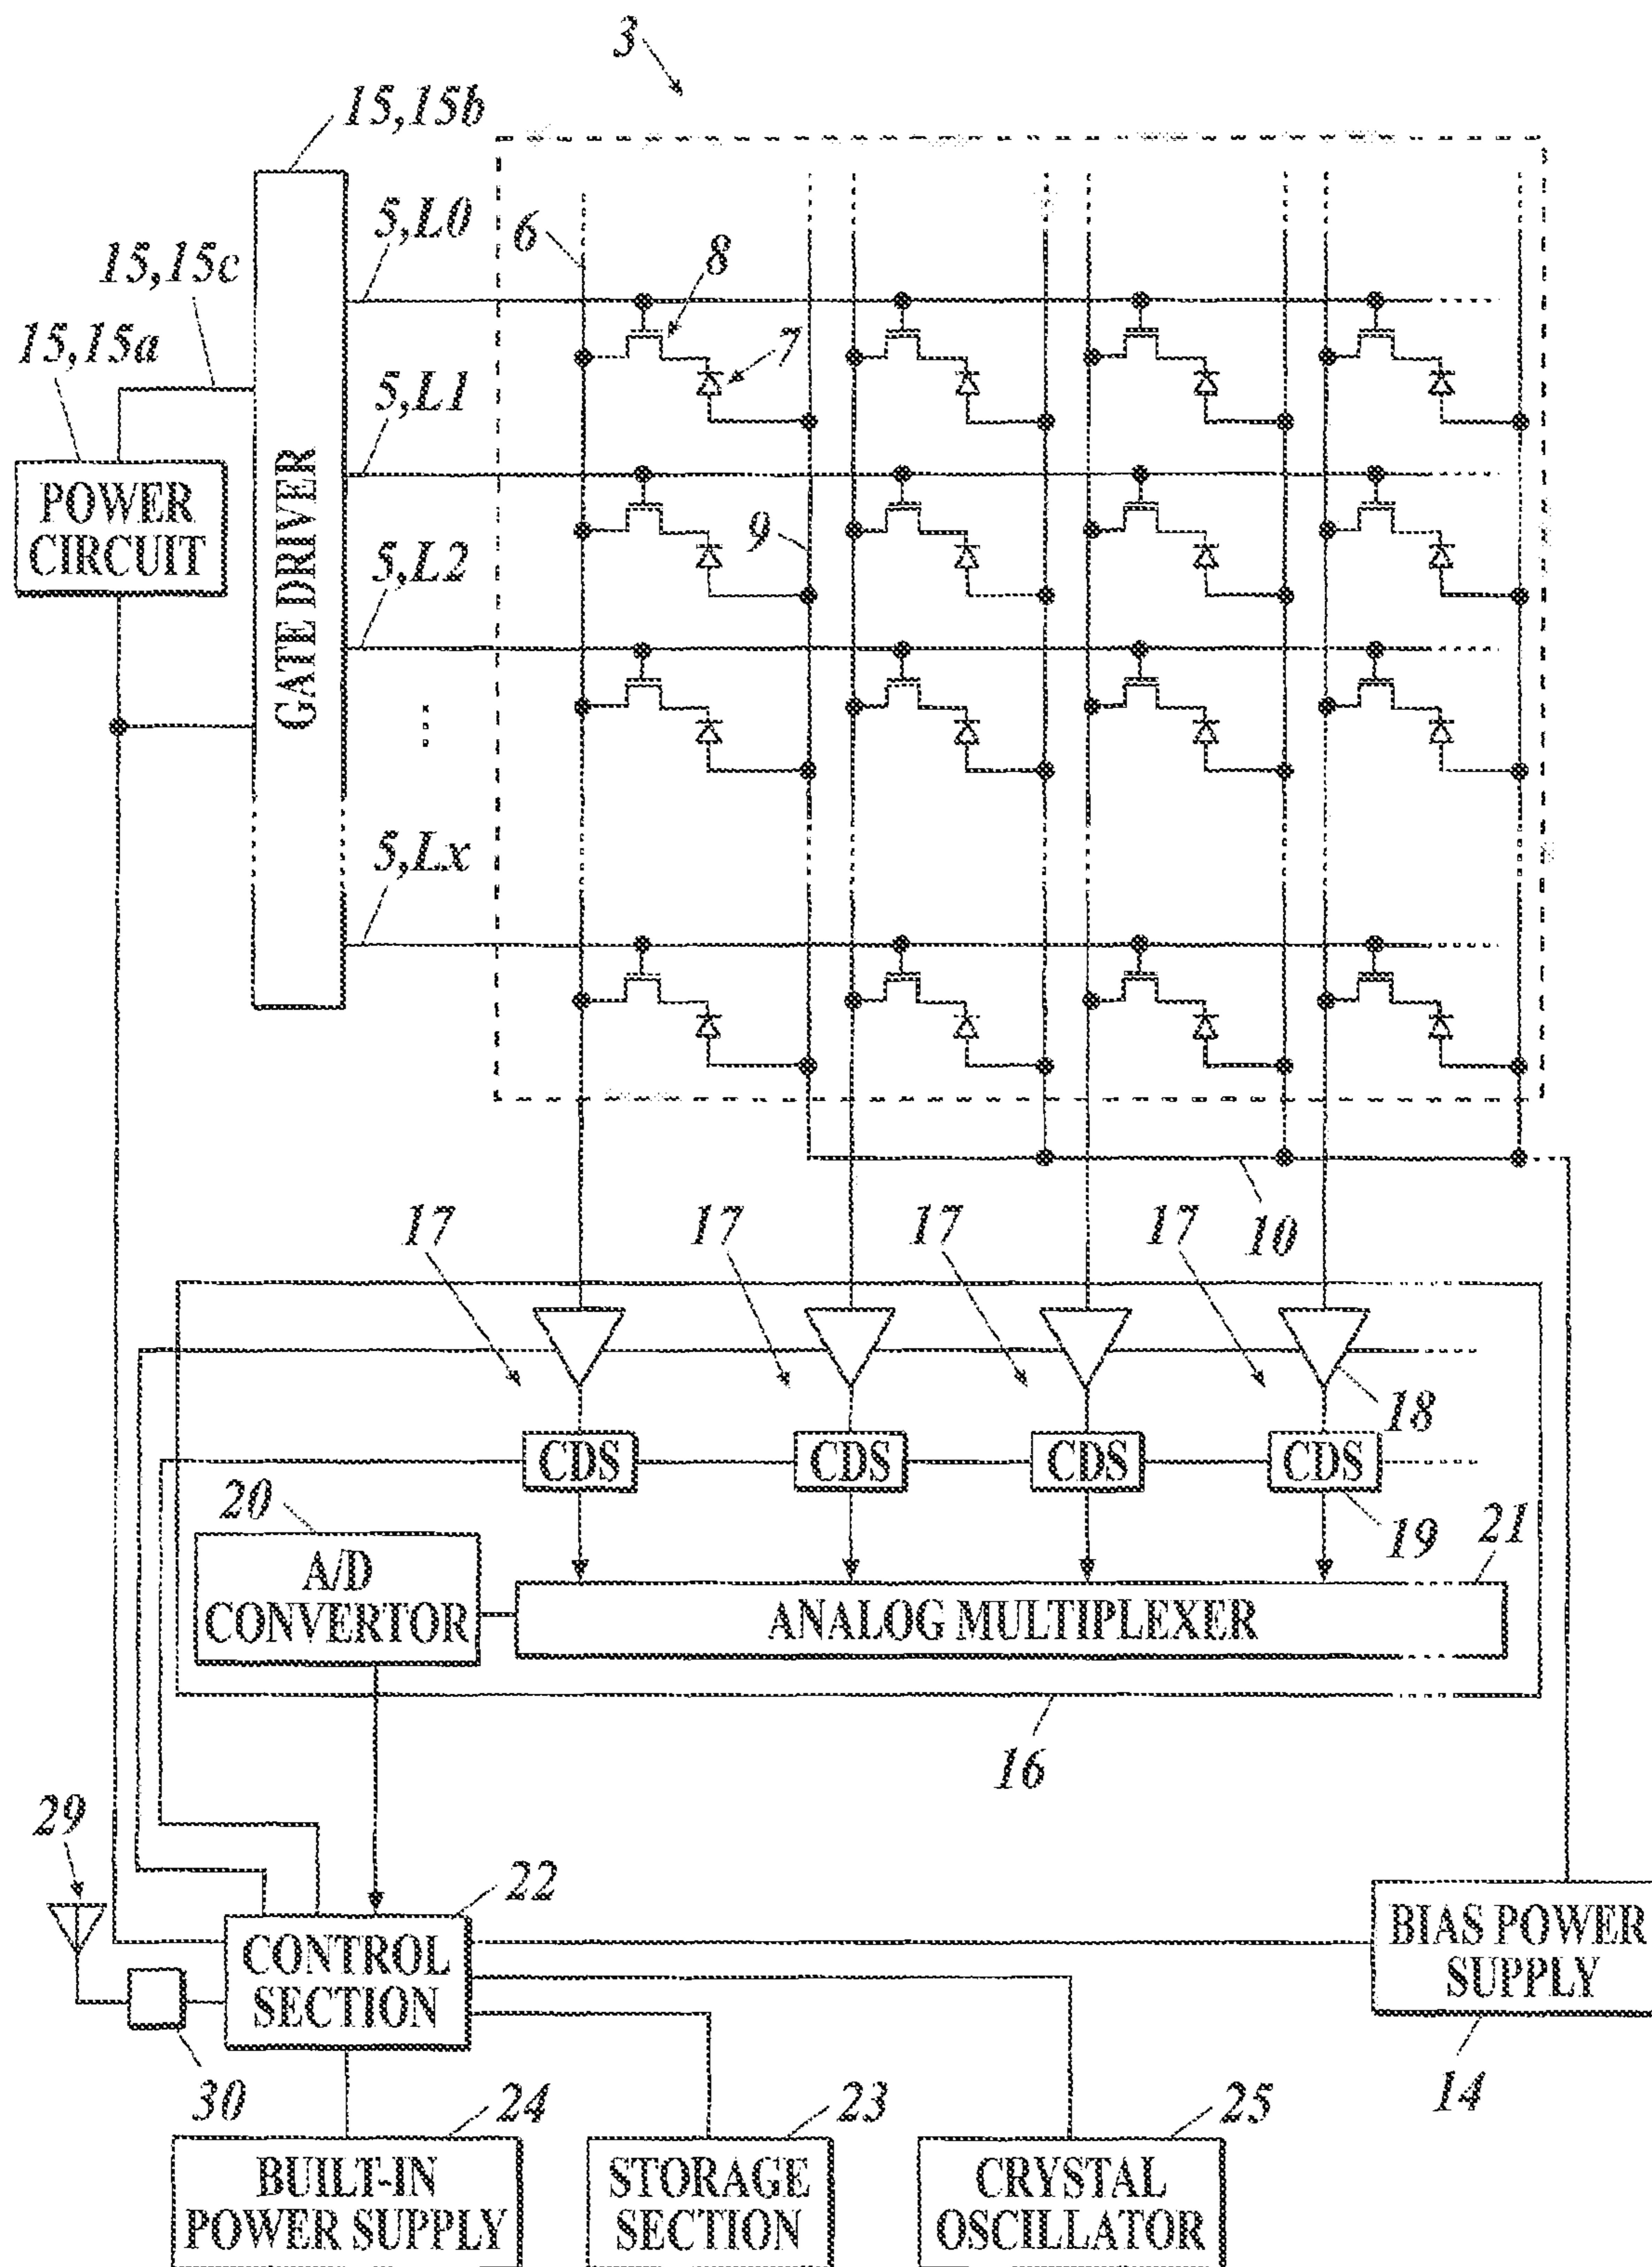 3
15,15b
5,L0
6
8
15,15c
7
15,15a
5,L1
POWER
CIRCUIT
GATE DRIVER
9
5,L2
5,Lx
17
17
17
17
10
18
CDS
CDS
CDS
CDS
20
19
21
A/D
CONVERTOR
ANALOG MULTIPLEXER
16
29
22
CONTROL
SECTION
BIAS POWER
SUPPLY
30
24
23
25
14
BUILT-IN
POWER SUPPLY
STORAGE
SECTION
CRYSTAL
OSCILLATOR